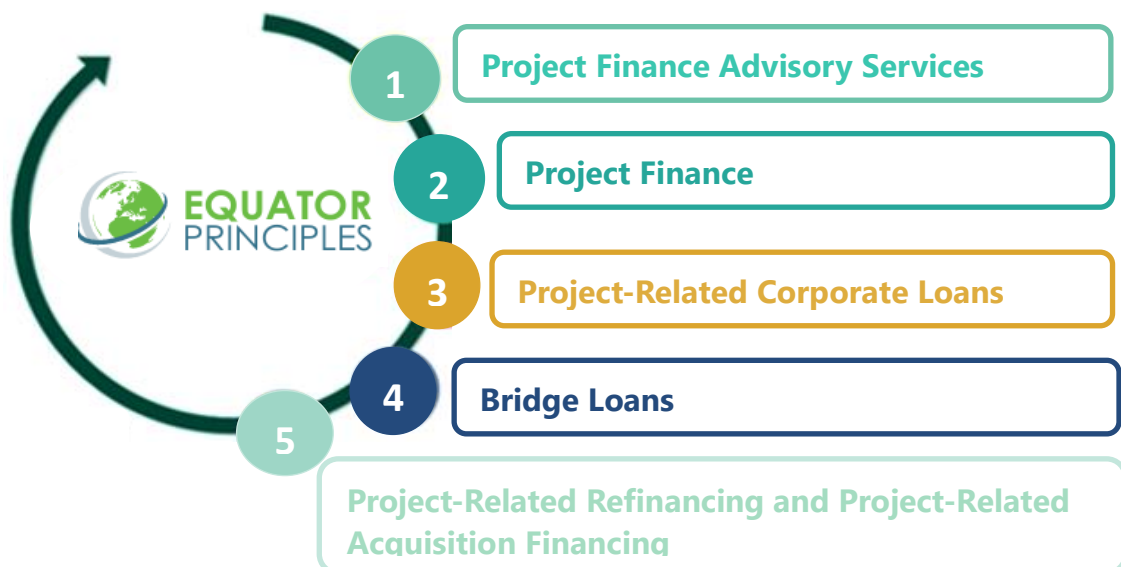 1
Project Finance Advisory Services
2
Project Finance
EQUATOR
PRINCIPLES
3
Project-Related Corporate Loans
4
Bridge Loans
5
Project-Related Refinancing and Project-Related
Acquisition Financing